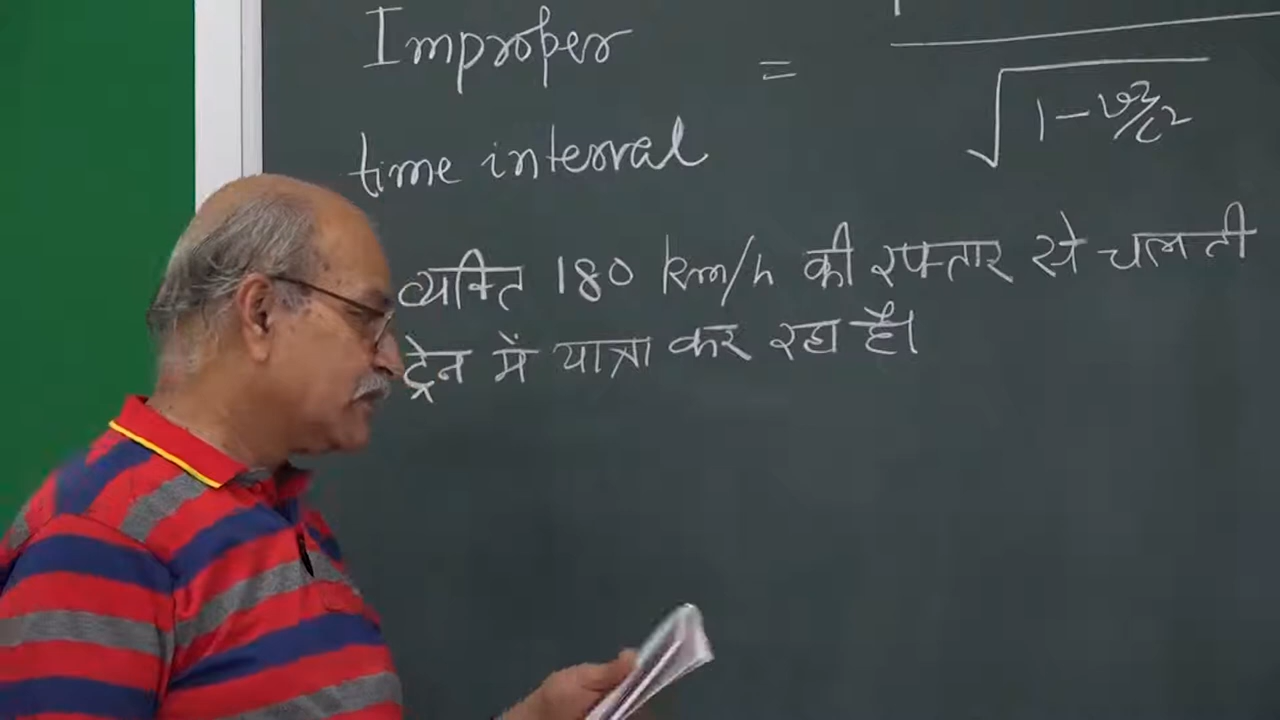 Improper
=
√1-v²/c²
time interval
व्यक्ति 180 km/h की रफ्तार से चलती
ट्रेन में यात्रा कर रहा है।